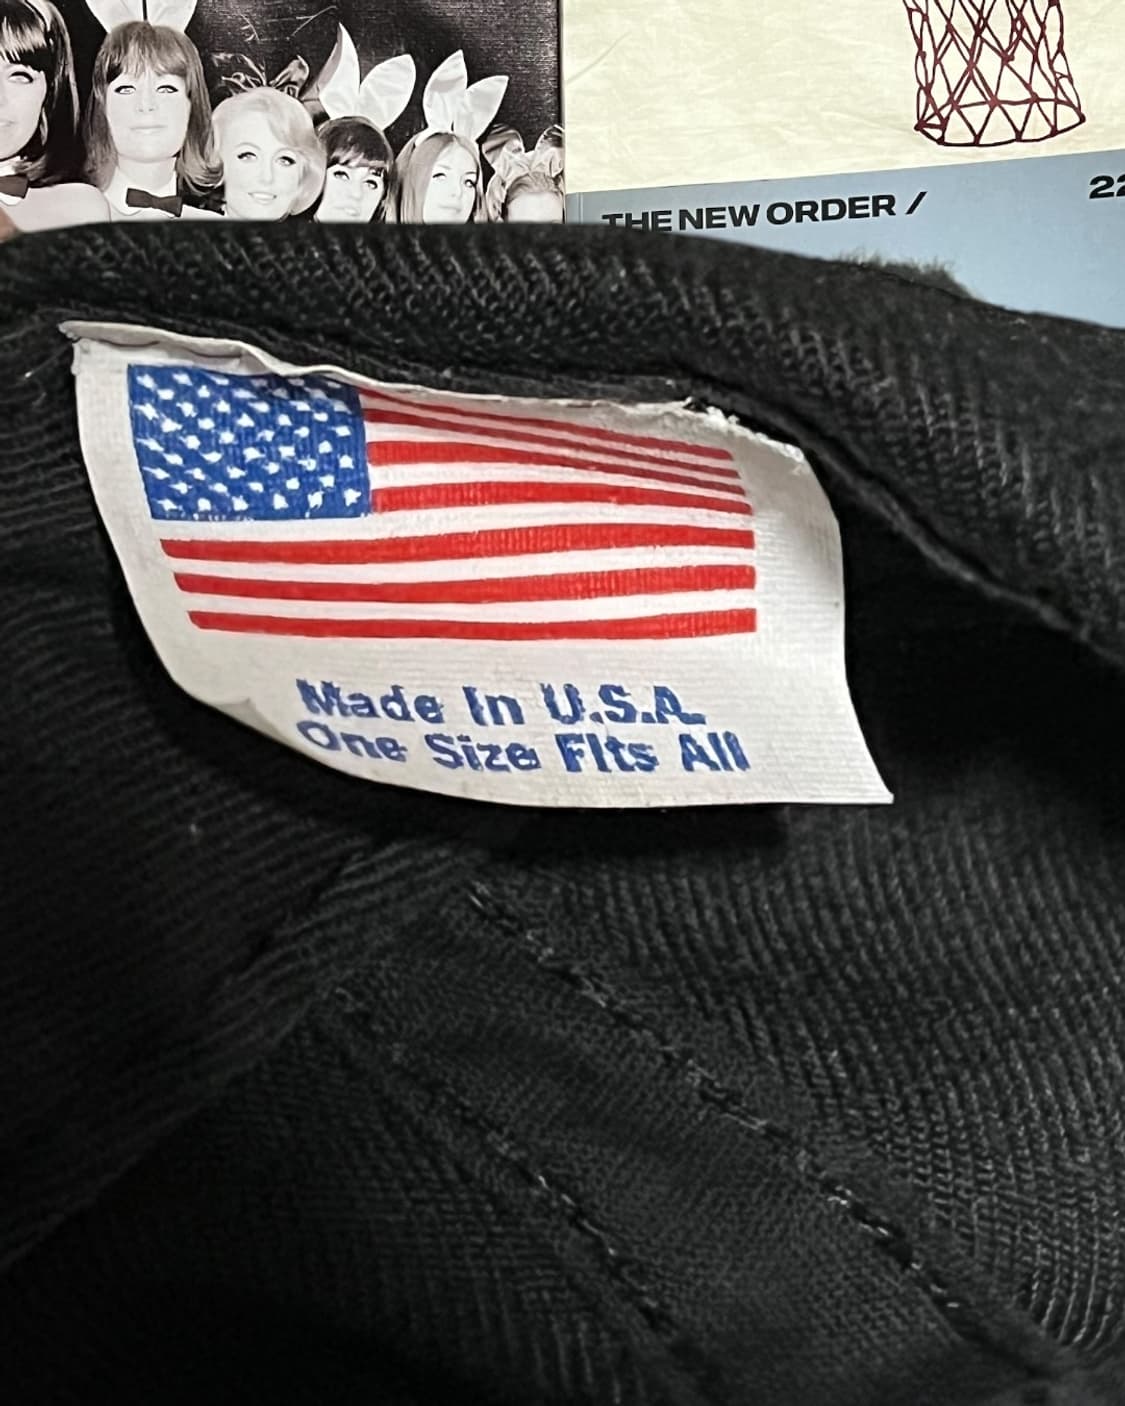 THE NEW ORDER /
22
Made In U.S.A.
One Size Fits All